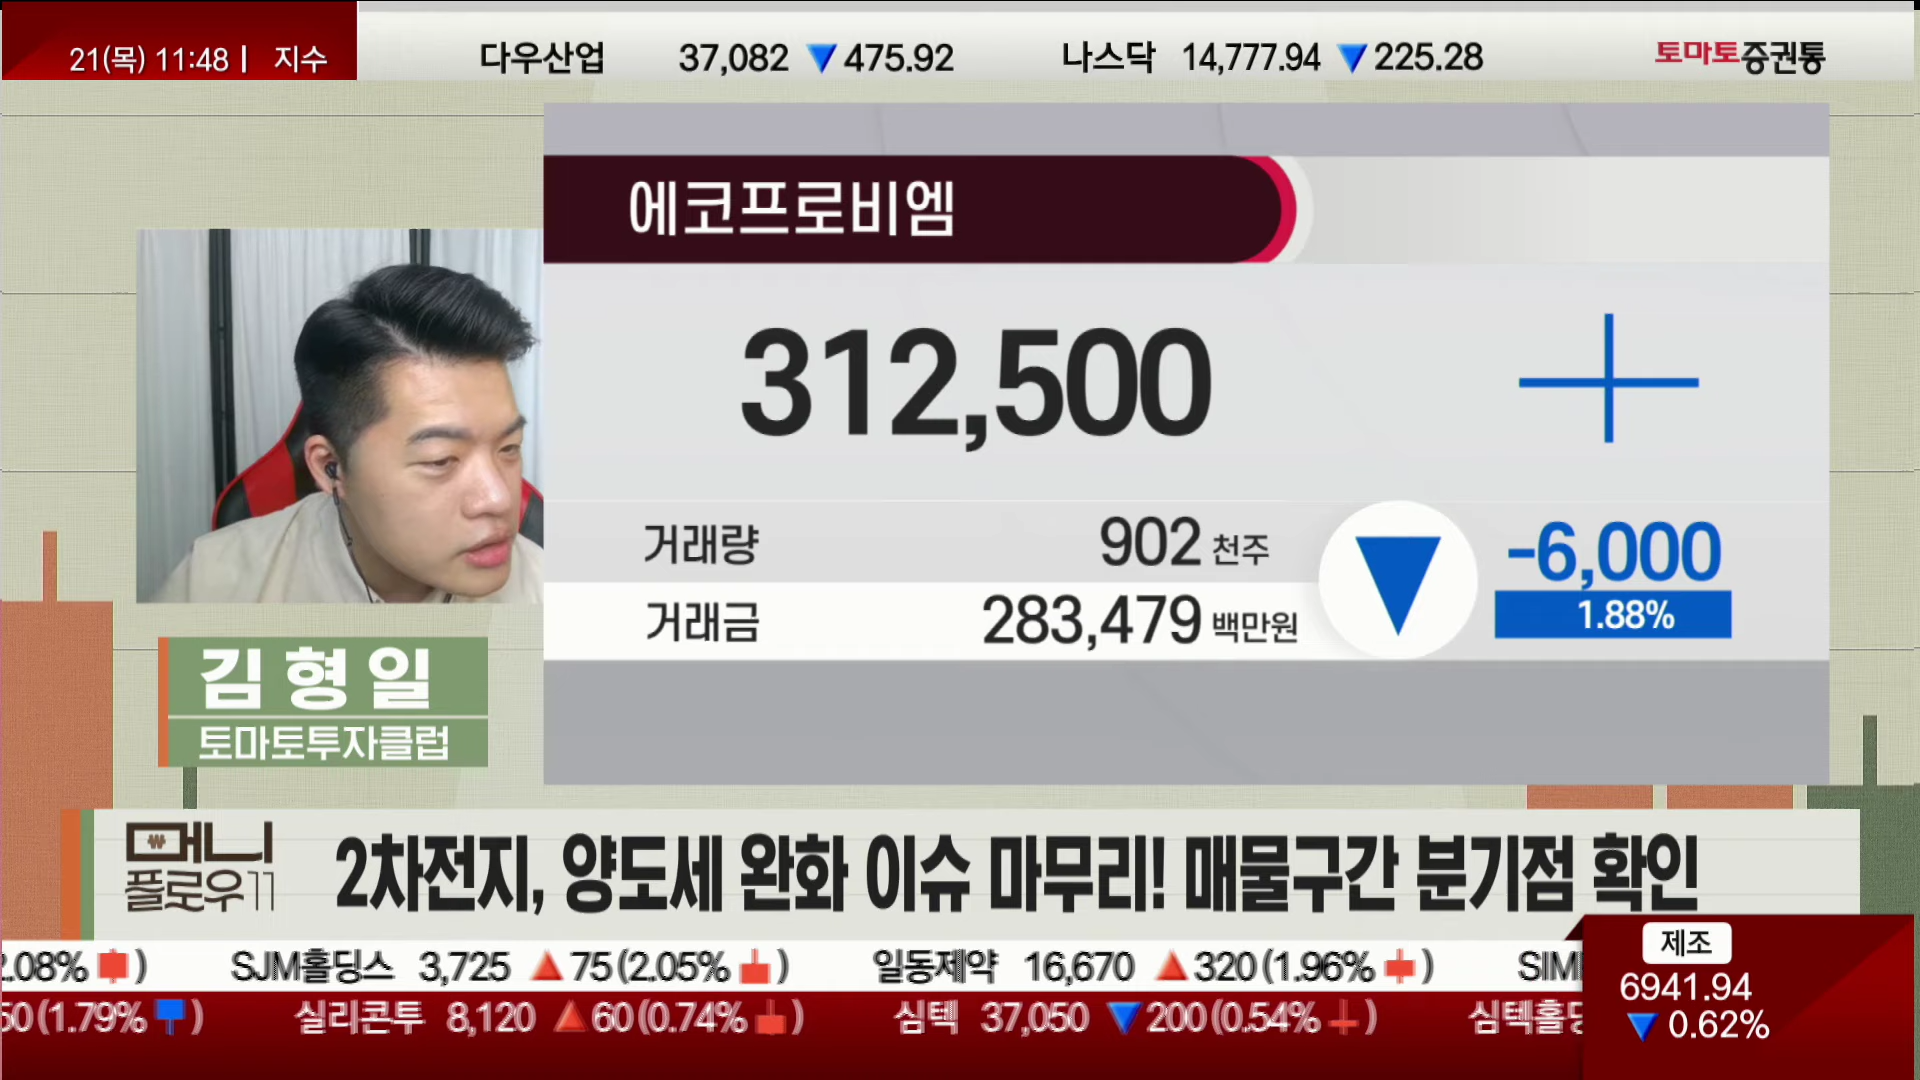 21(목) 11:48 | 지수 다우산업 37,082 ▼475.92 나스닥 14,777.94 ▼225.28 토마토증권통
에코프로비엠
312,500
거래량 902 천주
-6,000
거래금 283,479 백만원
1.88%
김형일
토마토투자클럽
머니플로우11
2차전지, 양도세 완화 이슈 마무리! 매물구간 분기점 확인
2.08% ) SJM홀딩스 3,725 ▲75(2.05% ) 일동제약 16,670 ▲320(1.96% )
50(1.79% ) 실리콘투 8,120 ▲60(0.74% ) 심텍 37,050 ▼200(0.54% )
제조
6941.94
▼0.62%